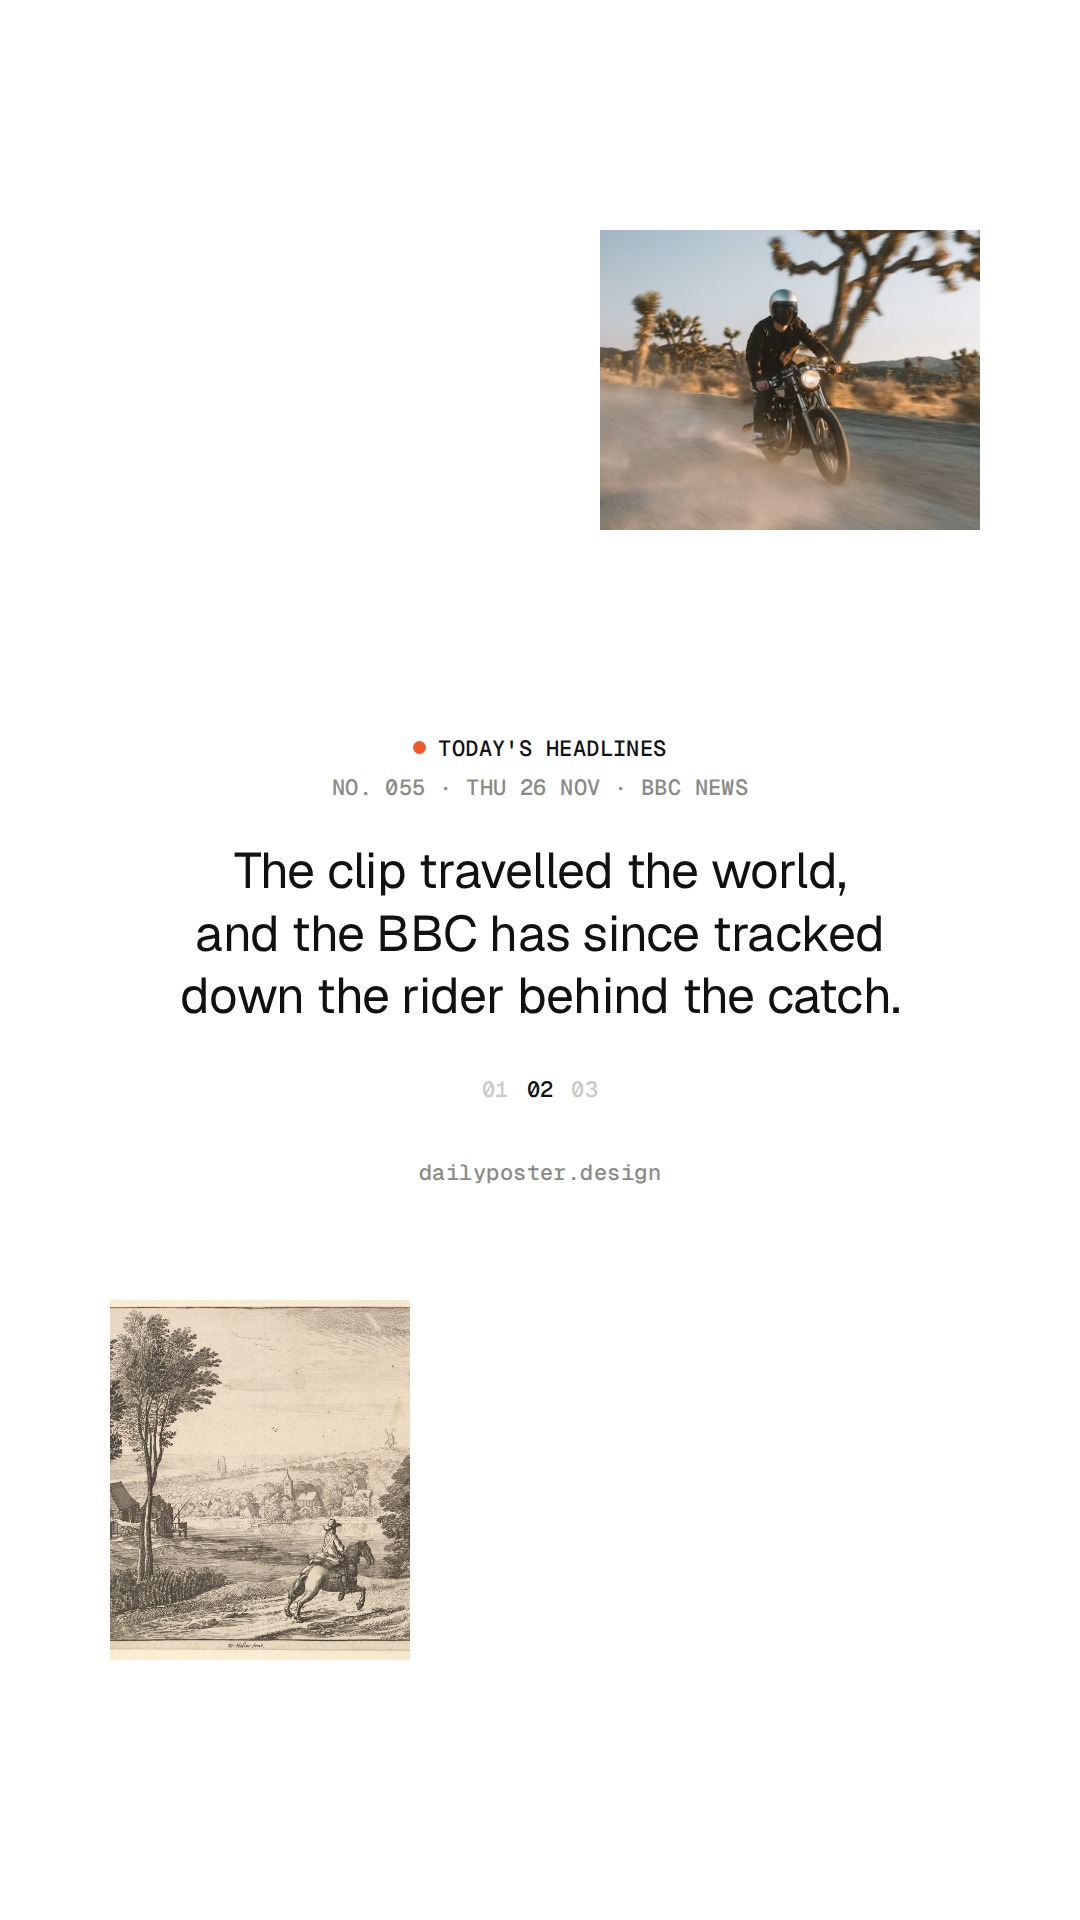 TODAY'S HEADLINES
NO. 055 · THU 26 NOV · BBC NEWS
The clip travelled the world,
and the BBC has since tracked
down the rider behind the catch.
01 02 03
dailyposter.design